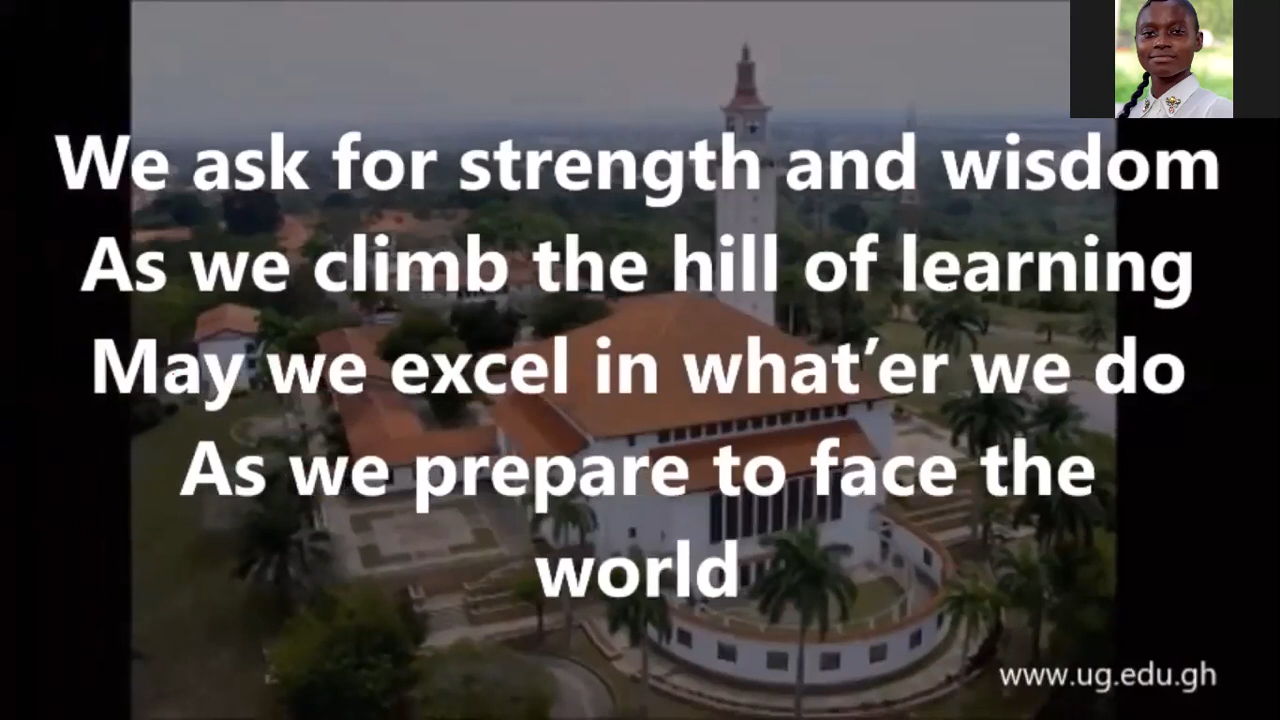 We ask for strength and wisdom
As we climb the hill of learning
May we excel in what’er we do
As we prepare to face the
world
www.ug.edu.gh